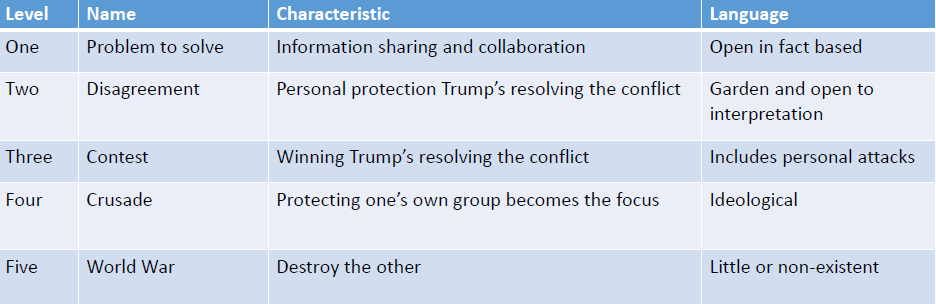 Level Name Characteristic Language
One Problem to solve Information sharing and collaboration Open in fact based
Two Disagreement Personal protection Trump's resolving the conflict Garden and open to
interpretation
Three Contest Winning Trump's resolving the conflict Includes personal attacks
Four Crusade Protecting one's own group becomes the focus Ideological
Five World War Destroy the other Little or non-existent